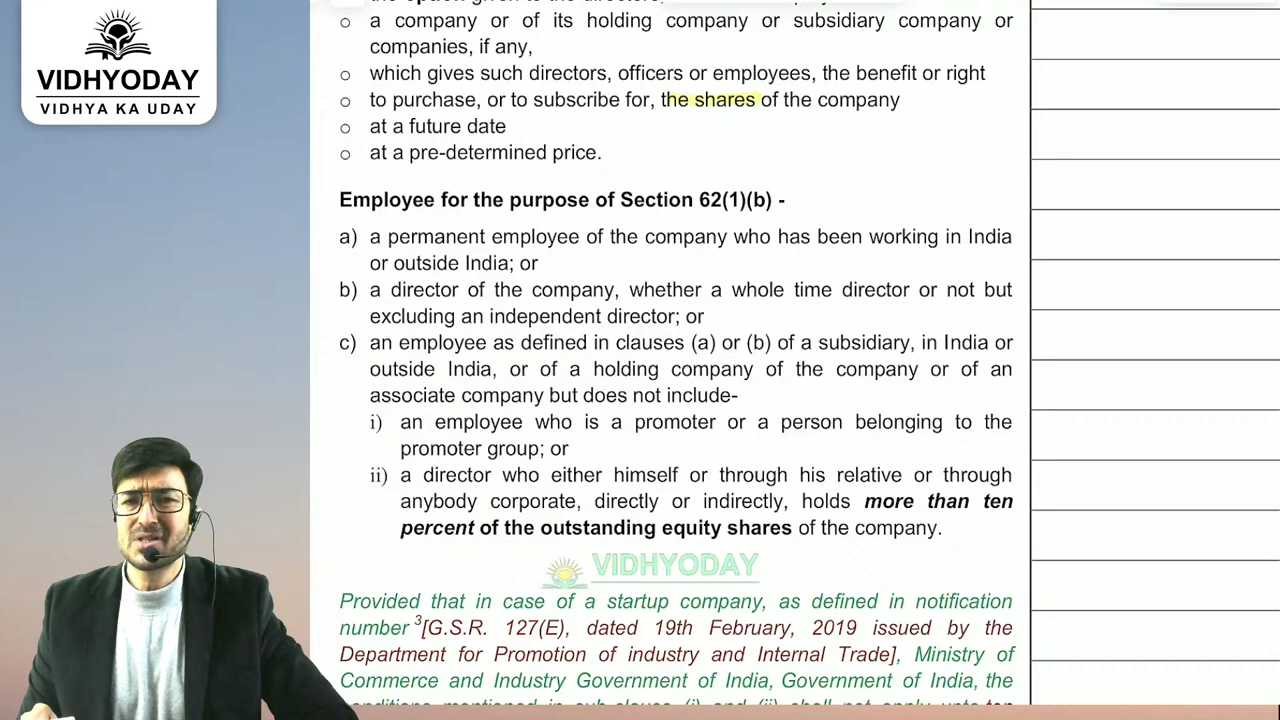 VIDHYODAY
VIDHYA KA UDAY
o a company or of its holding company or subsidiary company or
companies, if any,
o which gives such directors, officers or employees, the benefit or right
o to purchase, or to subscribe for, the shares of the company
o at a future date
o at a pre-determined price.
Employee for the purpose of Section 62(1)(b) -
a) a permanent employee of the company who has been working in India
or outside India; or
b) a director of the company, whether a whole time director or not but
excluding an independent director; or
c) an employee as defined in clauses (a) or (b) of a subsidiary, in India or
outside India, or of a holding company of the company or of an
associate company but does not include-
i) an employee who is a promoter or a person belonging to the
promoter group; or
ii) a director who either himself or through his relative or through
anybody corporate, directly or indirectly, holds more than ten
percent of the outstanding equity shares of the company.
VIDHYODAY
Provided that in case of a startup company, as defined in notification
number 3[G.S.R. 127(E), dated 19th February, 2019 issued by the
Department for Promotion of industry and Internal Trade], Ministry of
Commerce and Industry Government of India, Government of India, the